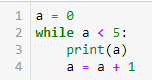 1 a = 0
2 while a < 5:
3     print(a)
4     a = a + 1